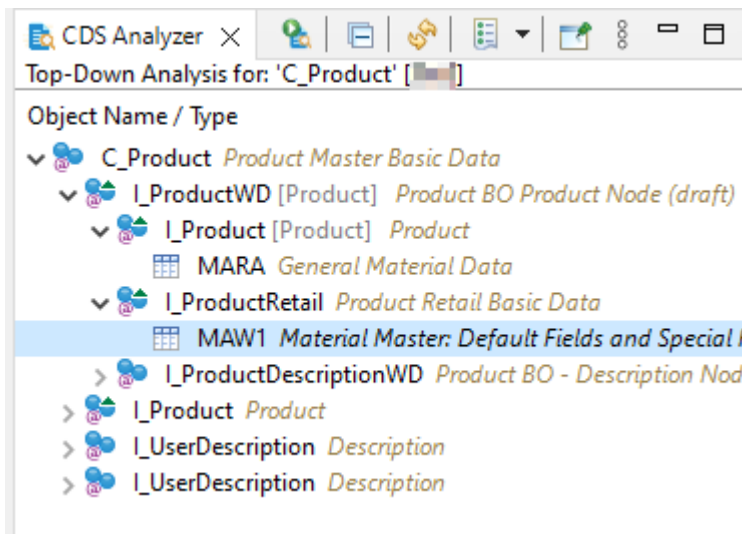 CDS Analyzer
Top-Down Analysis for: 'C_Product' [ ]
Object Name / Type
C_Product Product Master Basic Data
I_ProductWD [Product] Product BO Product Node (draft)
I_Product [Product] Product
MARA General Material Data
I_ProductRetail Product Retail Basic Data
MAW1 Material Master: Default Fields and Special
I_ProductDescriptionWD Product BO - Description Nod
I_Product Product
I_UserDescription Description
I_UserDescription Description